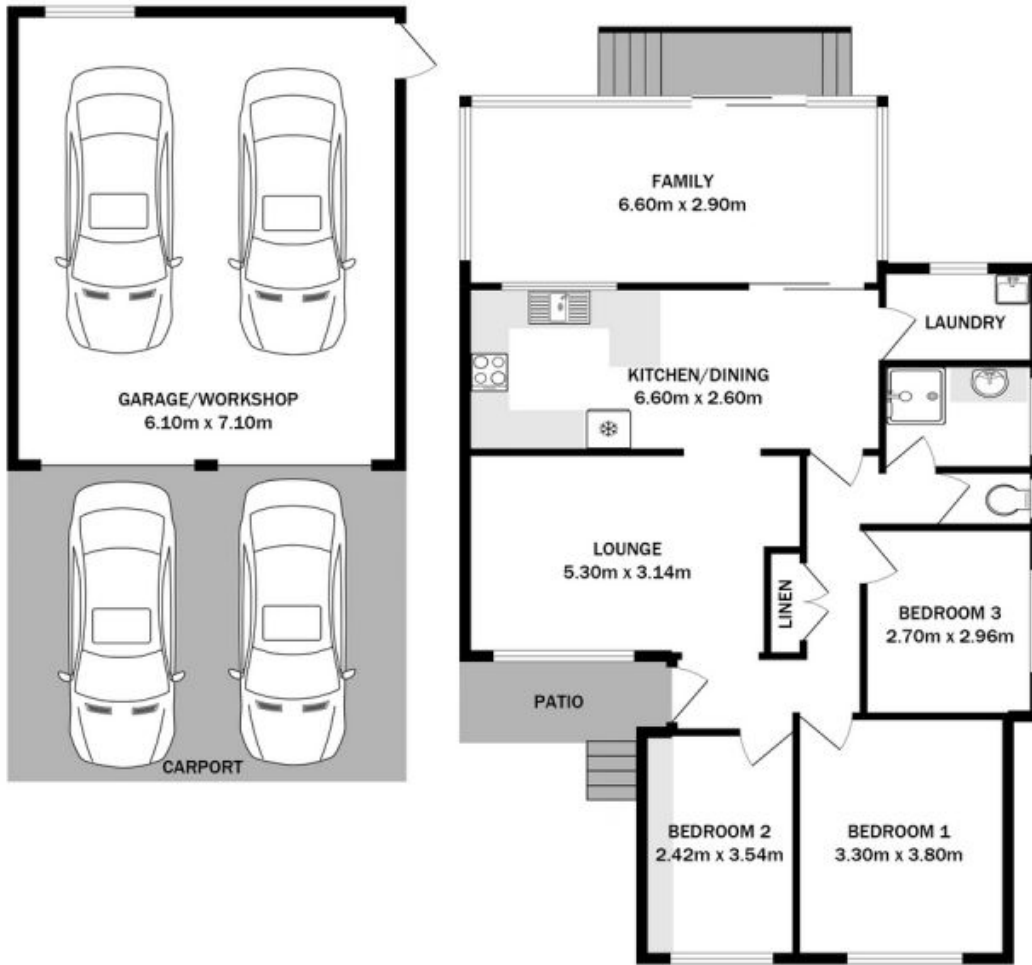 FAMILY
6.60m x 2.90m
LAUNDRY
KITCHEN/DINING
6.60m x 2.60m
GARAGE/WORKSHOP
6.10m x 7.10m
LOUNGE
5.30m x 3.14m
LINEN
BEDROOM 3
2.70m x 2.96m
PATIO
CARPORT
BEDROOM 2
2.42m x 3.54m
BEDROOM 1
3.30m x 3.80m